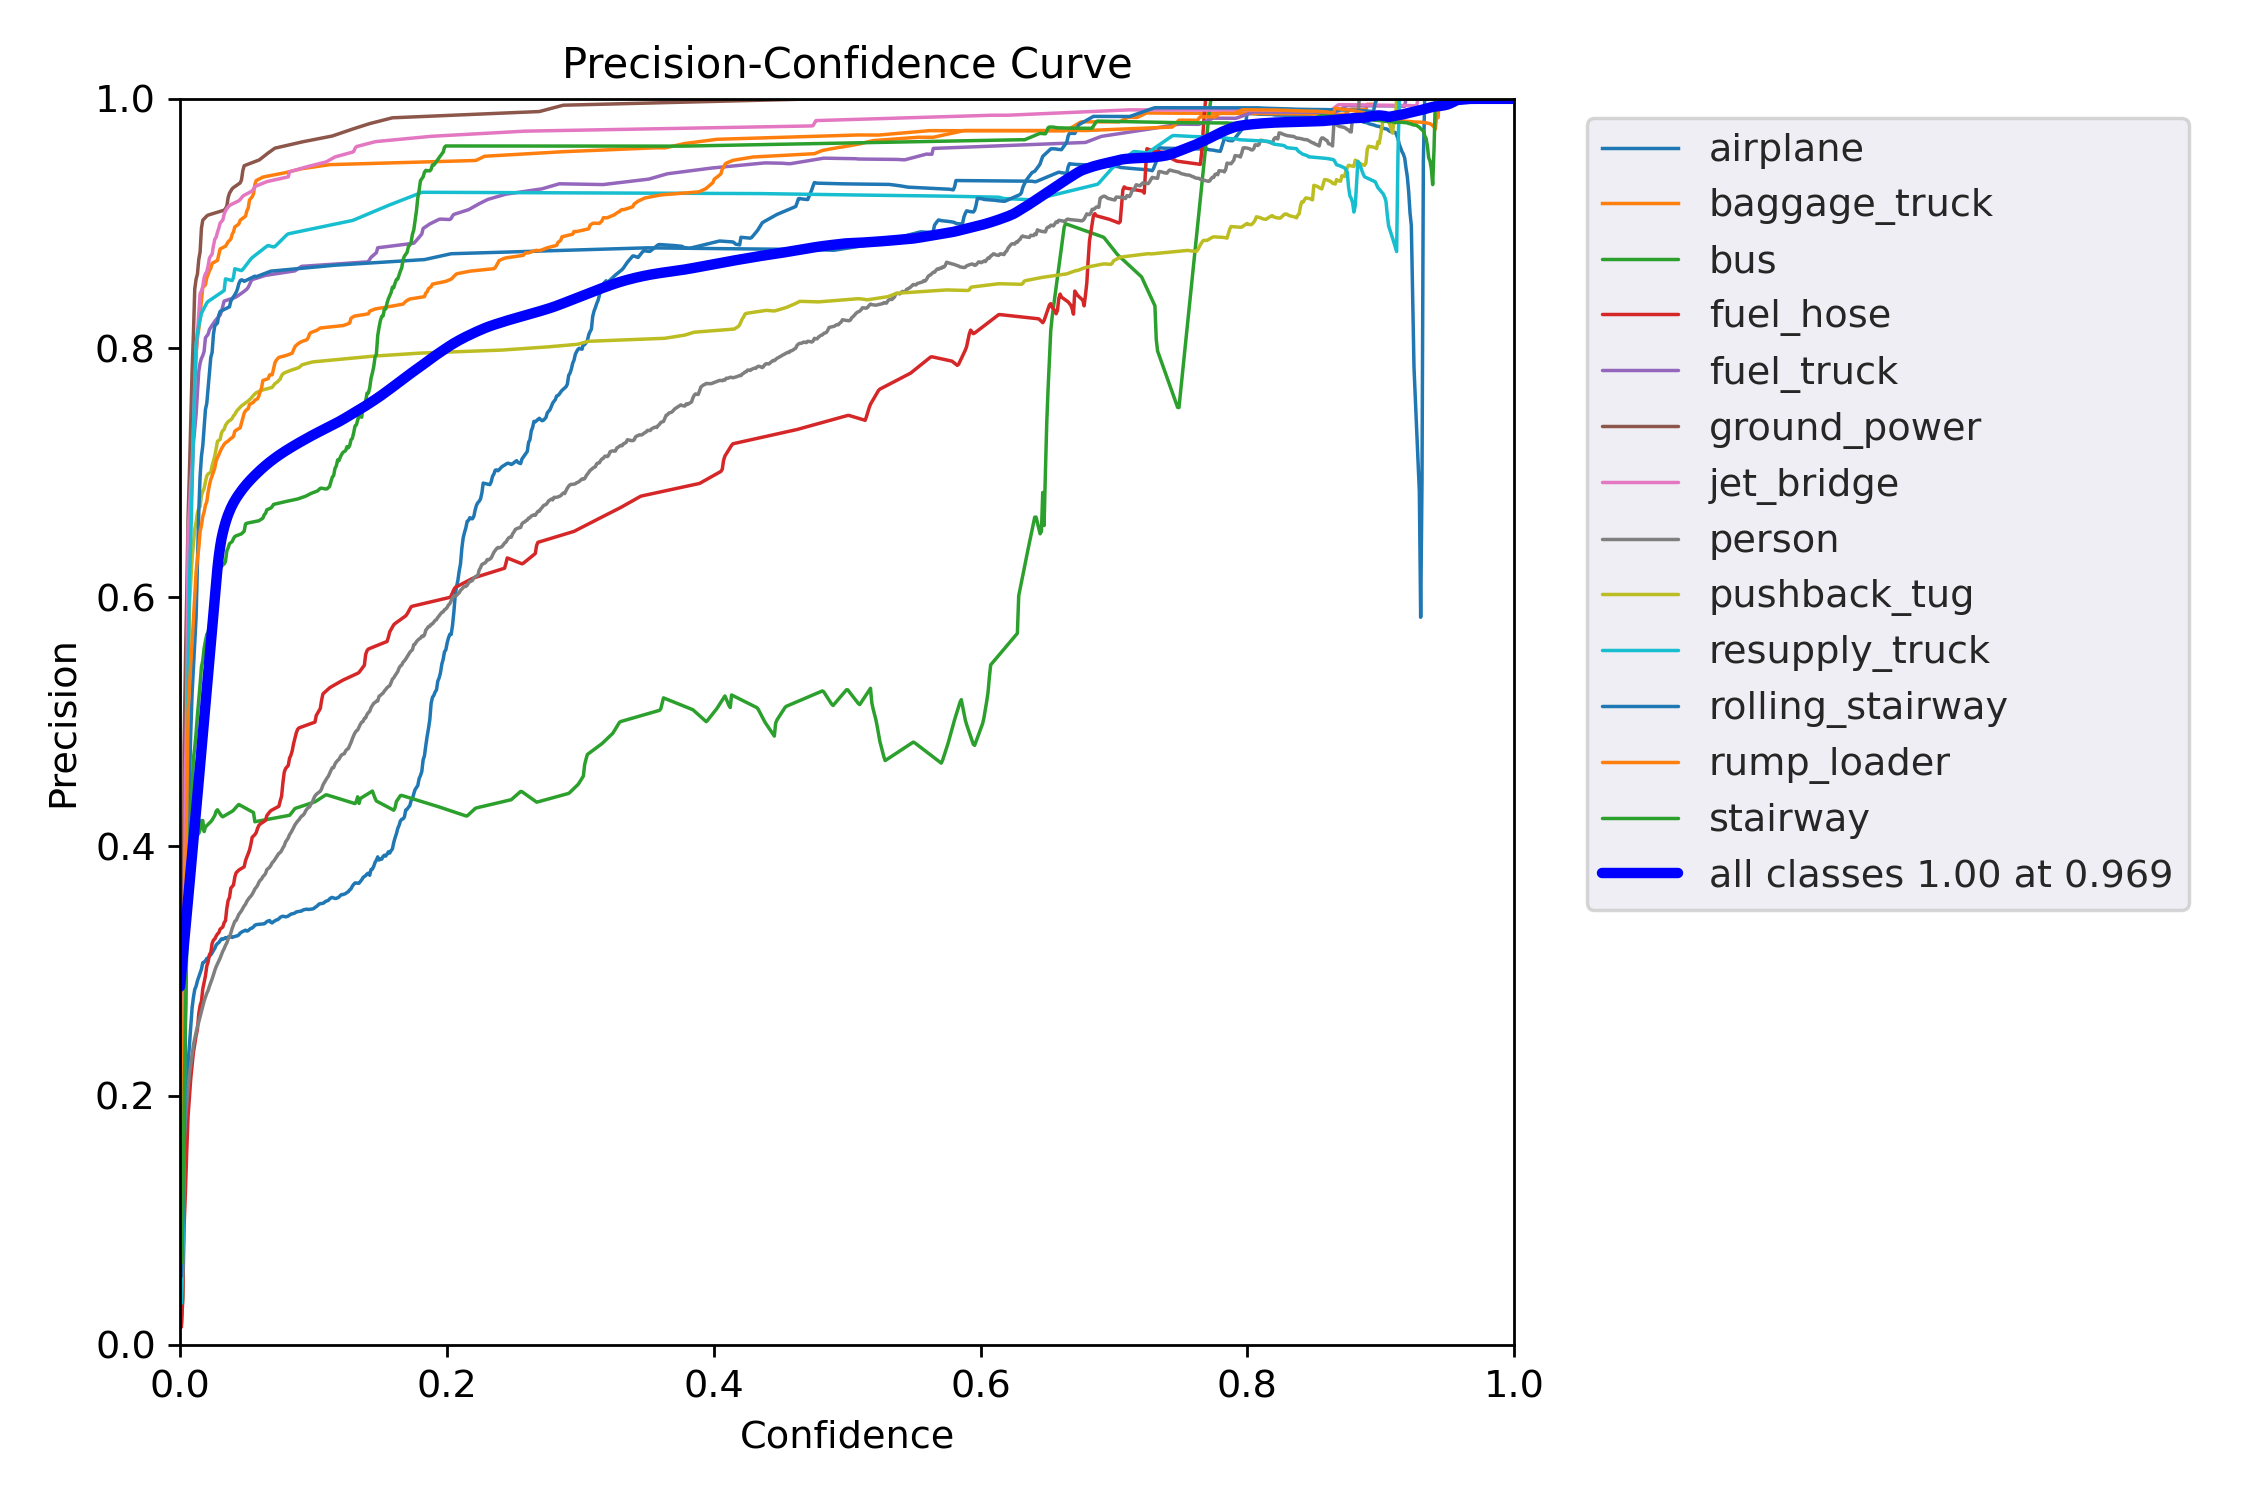 Precision-Confidence Curve
1.0
0.8
0.6
0.4
0.2
0.0
Precision
0.0 0.2 0.4 0.6 0.8 1.0
Confidence
airplane
baggage_truck
bus
fuel_hose
fuel_truck
ground_power
jet_bridge
person
pushback_tug
resupply_truck
rolling_stairway
rump_loader
stairway
all classes 1.00 at 0.969